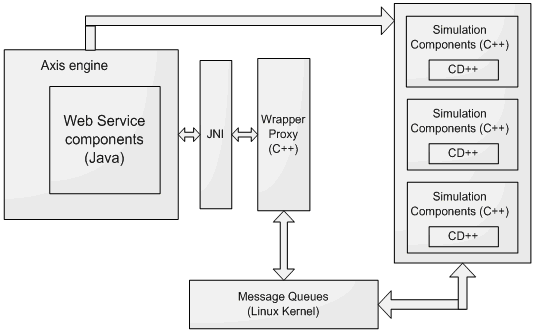 Axis engine
Web Service
components
(Java)
JNI
Wrapper
Proxy
(C++)
Simulation
Components (C++)
CD++
Simulation
Components (C++)
CD++
Simulation
Components (C++)
CD++
Message Queues
(Linux Kernel)